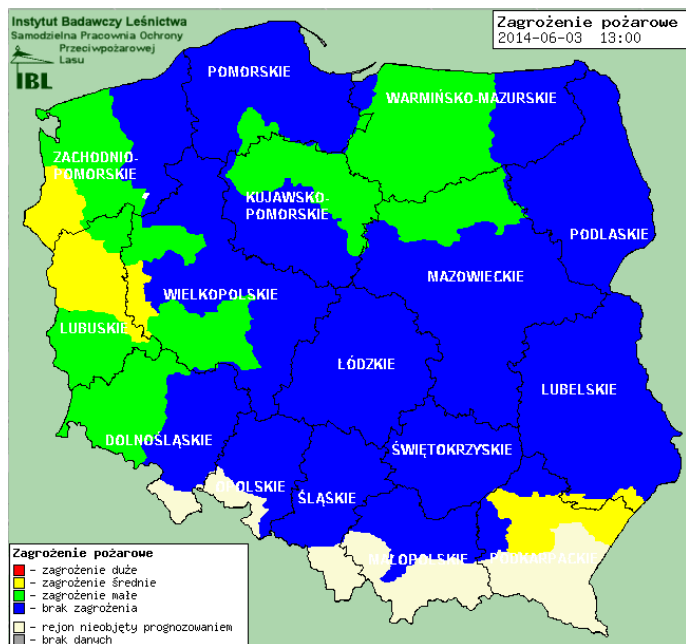 Instytut Badawczy Leśnictwa
Samodzielna Pracownia Ochrony
Przeciwpożarowej
Lasu
IBL
Zagrożenie pożarowe
2014-06-03 13:00
POMORSKIE
WARMIŃSKO-MAZURSKIE
ZACHODNIO-
POMORSKIE
KUJAWSKO-
POMORSKIE
PODLASKIE
MAZOWIECKIE
WIELKOPOLSKIE
LUBUSKIE
ŁÓDZKIE
LUBELSKIE
DOLNOŚLĄSKIE
ŚWIĘTOKRZYSKIE
OPOLSKIE
ŚLĄSKIE
MAŁOPOLSKIE
PODKARPACKIE
Zagrożenie pożarowe
- zagrożenie duże
- zagrożenie średnie
- zagrożenie małe
- brak zagrożenia
- rejon nieobjęty prognozowaniem
- brak danych